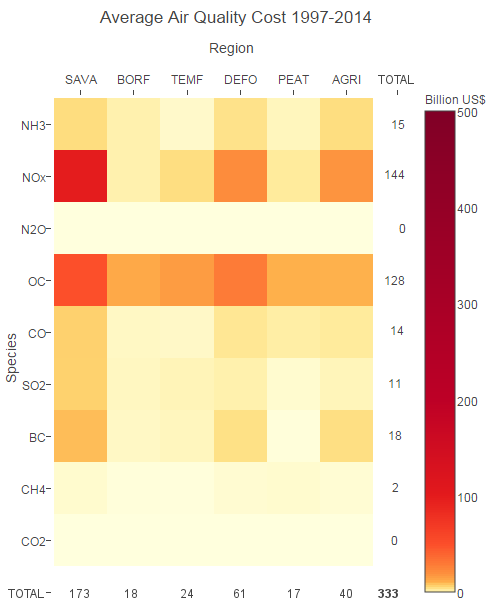 Average Air Quality Cost 1997-2014
Region
SAVA BORF TEMF DEFO PEAT AGRI TOTAL
Billion US$
500
400
300
200
100
0
Species
NH3 15
NOx 144
N2O 0
OC 128
CO 14
SO2 11
BC 18
CH4 2
CO2 0
TOTAL 173 18 24 61 17 40 333